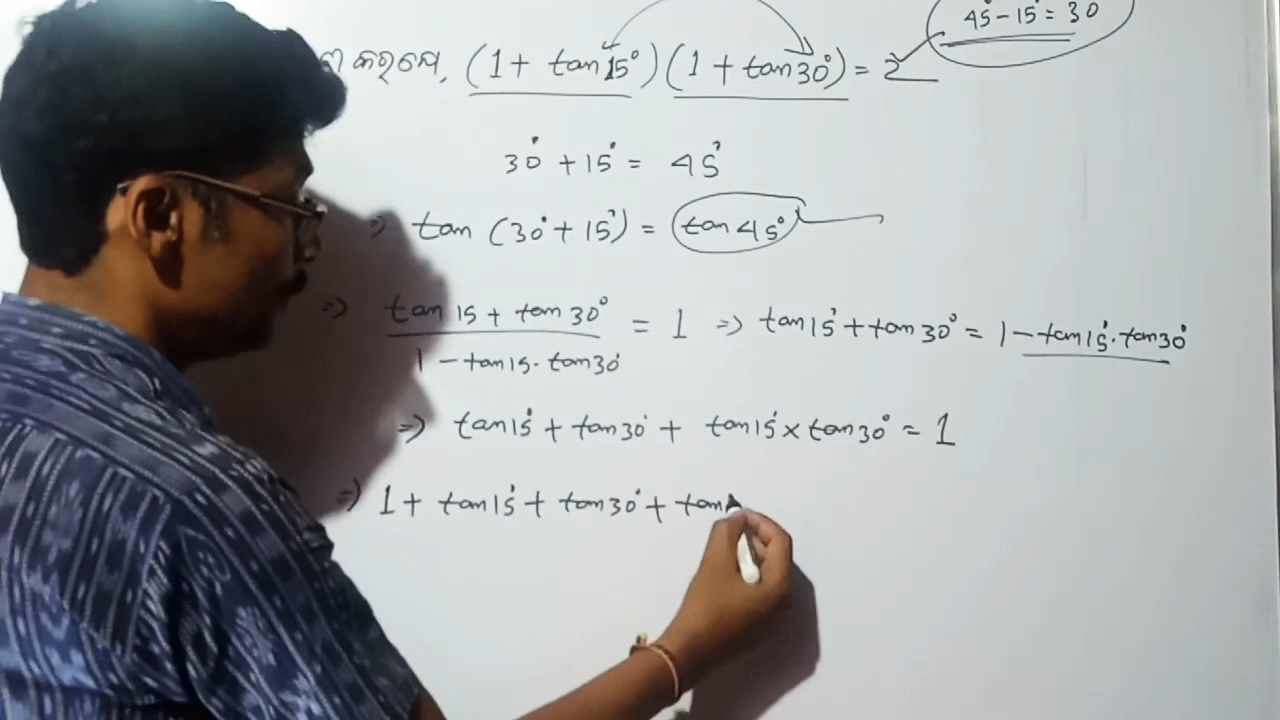 45° - 15° = 30
କର ଯେ, (1 + tan 15°) (1 + tan 30°) = 2
30° + 15° = 45°
⇒ tan (30° + 15°) = tan 45°
⇒ tan 15 + tan 30° / 1 - tan 15 · tan 30° = 1 ⇒ tan 15° + tan 30° = 1 - tan 15° · tan 30°
⇒ tan 15° + tan 30° + tan 15° × tan 30° = 1
⇒ 1 + tan 15° + tan 30° + tan